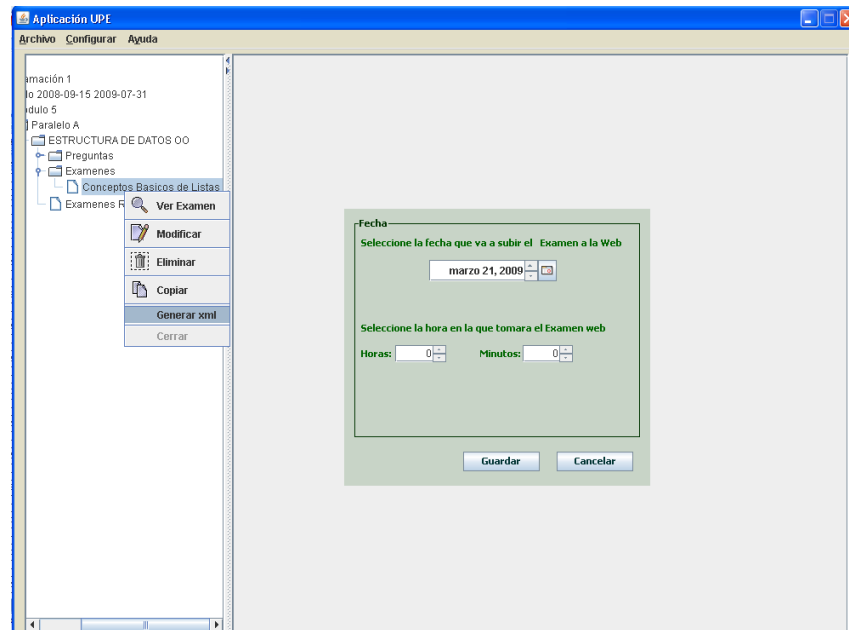 Aplicación UPE
Archivo Configurar Ayuda
amación 1
lo 2008-09-15 2009-07-31
dulo 5
Paralelo A
ESTRUCTURA DE DATOS OO
Preguntas
Examenes
Conceptos Basicos de Listas
Examenes R
Ver Examen
Modificar
Eliminar
Copiar
Generar xml
Cerrar
Fecha
Seleccione la fecha que va a subir el Examen a la Web
marzo 21, 2009
Seleccione la hora en la que tomara el Examen web
Horas: 0 Minutos: 0
Guardar Cancelar